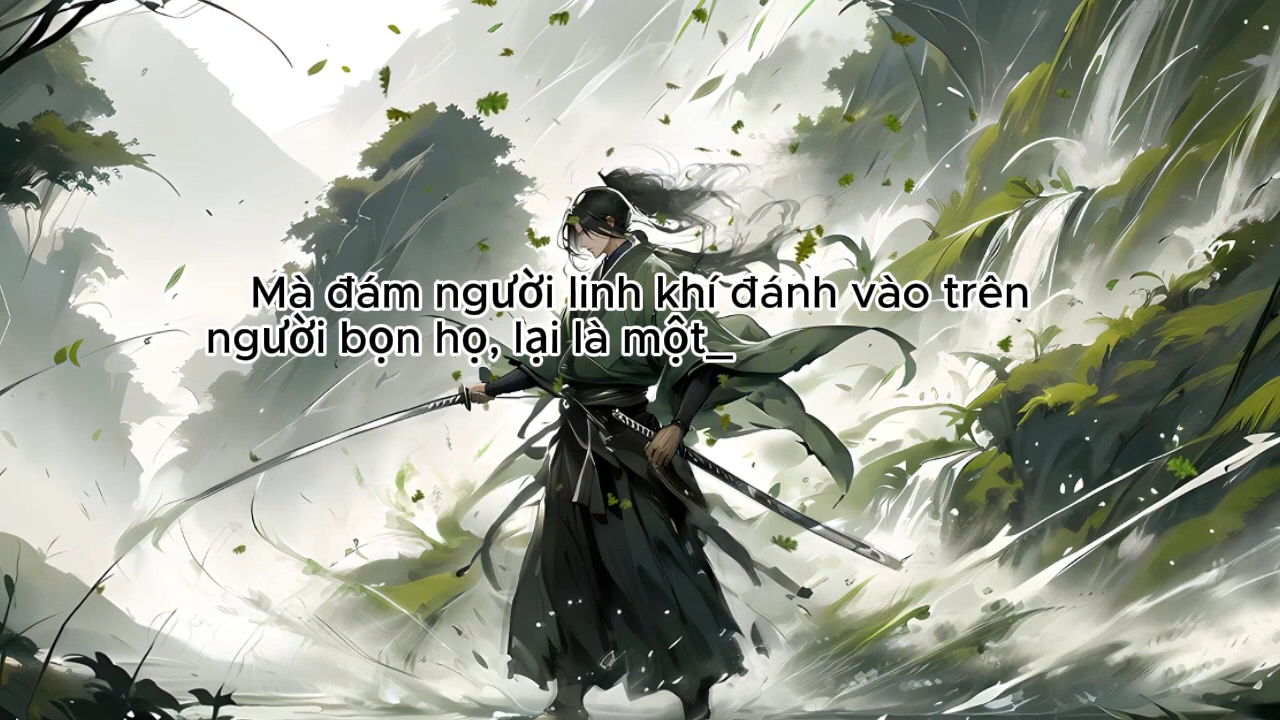 Mà đám người linh khí đánh vào trên
người bọn họ, lại là một_